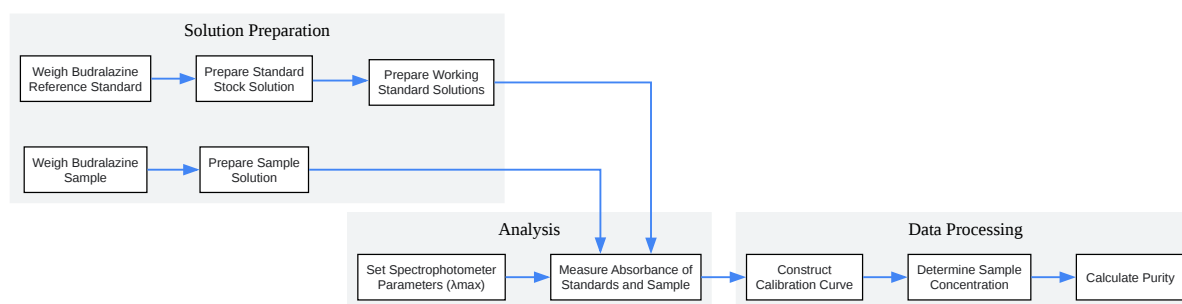 Solution Preparation
Weigh Budralazine
Reference Standard
Prepare Standard
Stock Solution
Prepare Working
Standard Solutions
Weigh Budralazine
Sample
Prepare Sample
Solution
Analysis
Set Spectrophotometer
Parameters (λmax)
Measure Absorbance of
Standards and Sample
Data Processing
Construct
Calibration Curve
Determine Sample
Concentration
Calculate Purity